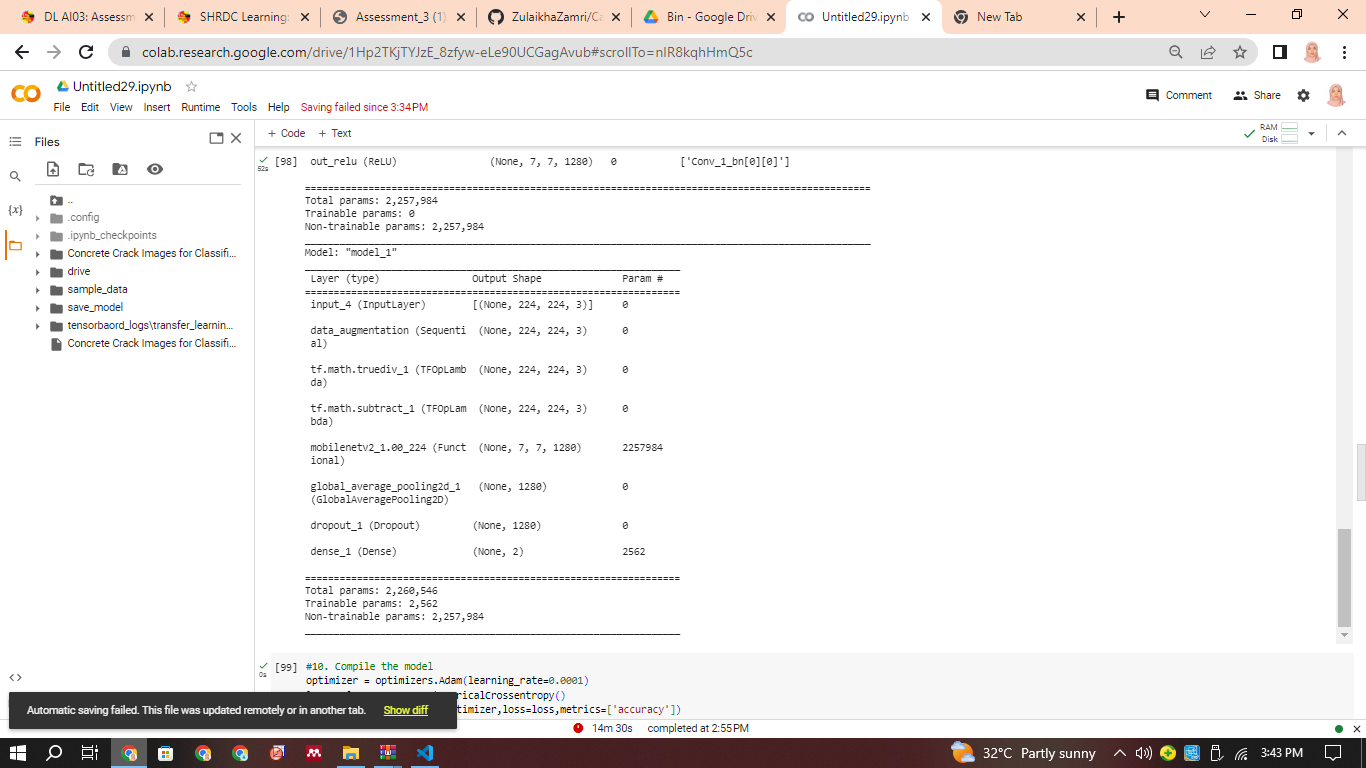 DL AI03: Assessm
SHRDC Learning:
Assessment_3 (1)
ZulaikhaZamri/Ca
Bin - Google Driv
Untitled29.ipynb
New Tab
colab.research.google.com/drive/1Hp2TKjTYJzE_8zfyw-eLe90UCGagAvub#scrollTo=nIR8kqhHmQ5c
Untitled29.ipynb
File Edit View Insert Runtime Tools Help Saving failed since 3:34PM
Comment Share
Files
+ Code + Text
RAM
Disk
..
.config
.ipynb_checkpoints
Concrete Crack Images for Classifi...
drive
sample_data
save_model
tensorbaord_logs\transfer_learnin...
Concrete Crack Images for Classifi...
{x}
<>
52s
[98] out_relu (ReLU) (None, 7, 7, 1280) 0 ['Conv_1_bn[0][0]']
==================================================================================================
Total params: 2,257,984
Trainable params: 0
Non-trainable params: 2,257,984
__________________________________________________________________________________________________
Model: "model_1"
_________________________________________________________________
Layer (type) Output Shape Param #
=================================================================
input_4 (InputLayer) [(None, 224, 224, 3)] 0
data_augmentation (Sequenti (None, 224, 224, 3) 0
al)
tf.math.truediv_1 (TFOpLamb (None, 224, 224, 3) 0
da)
tf.math.subtract_1 (TFOpLam (None, 224, 224, 3) 0
bda)
mobilenetv2_1.00_224 (Funct (None, 7, 7, 1280) 2257984
ional)
global_average_pooling2d_1 (None, 1280) 0
(GlobalAveragePooling2D)
dropout_1 (Dropout) (None, 1280) 0
dense_1 (Dense) (None, 2) 2562
=================================================================
Total params: 2,260,546
Trainable params: 2,562
Non-trainable params: 2,257,984
_________________________________________________________________
0s
[99] #10. Compile the model
optimizer = optimizers.Adam(learning_rate=0.0001)
ricalCrossentropy()
timizer,loss=loss,metrics=['accuracy'])
Automatic saving failed. This file was updated remotely or in another tab. Show diff
14m 30s completed at 2:55PM
32°C Partly sunny
3:43 PM